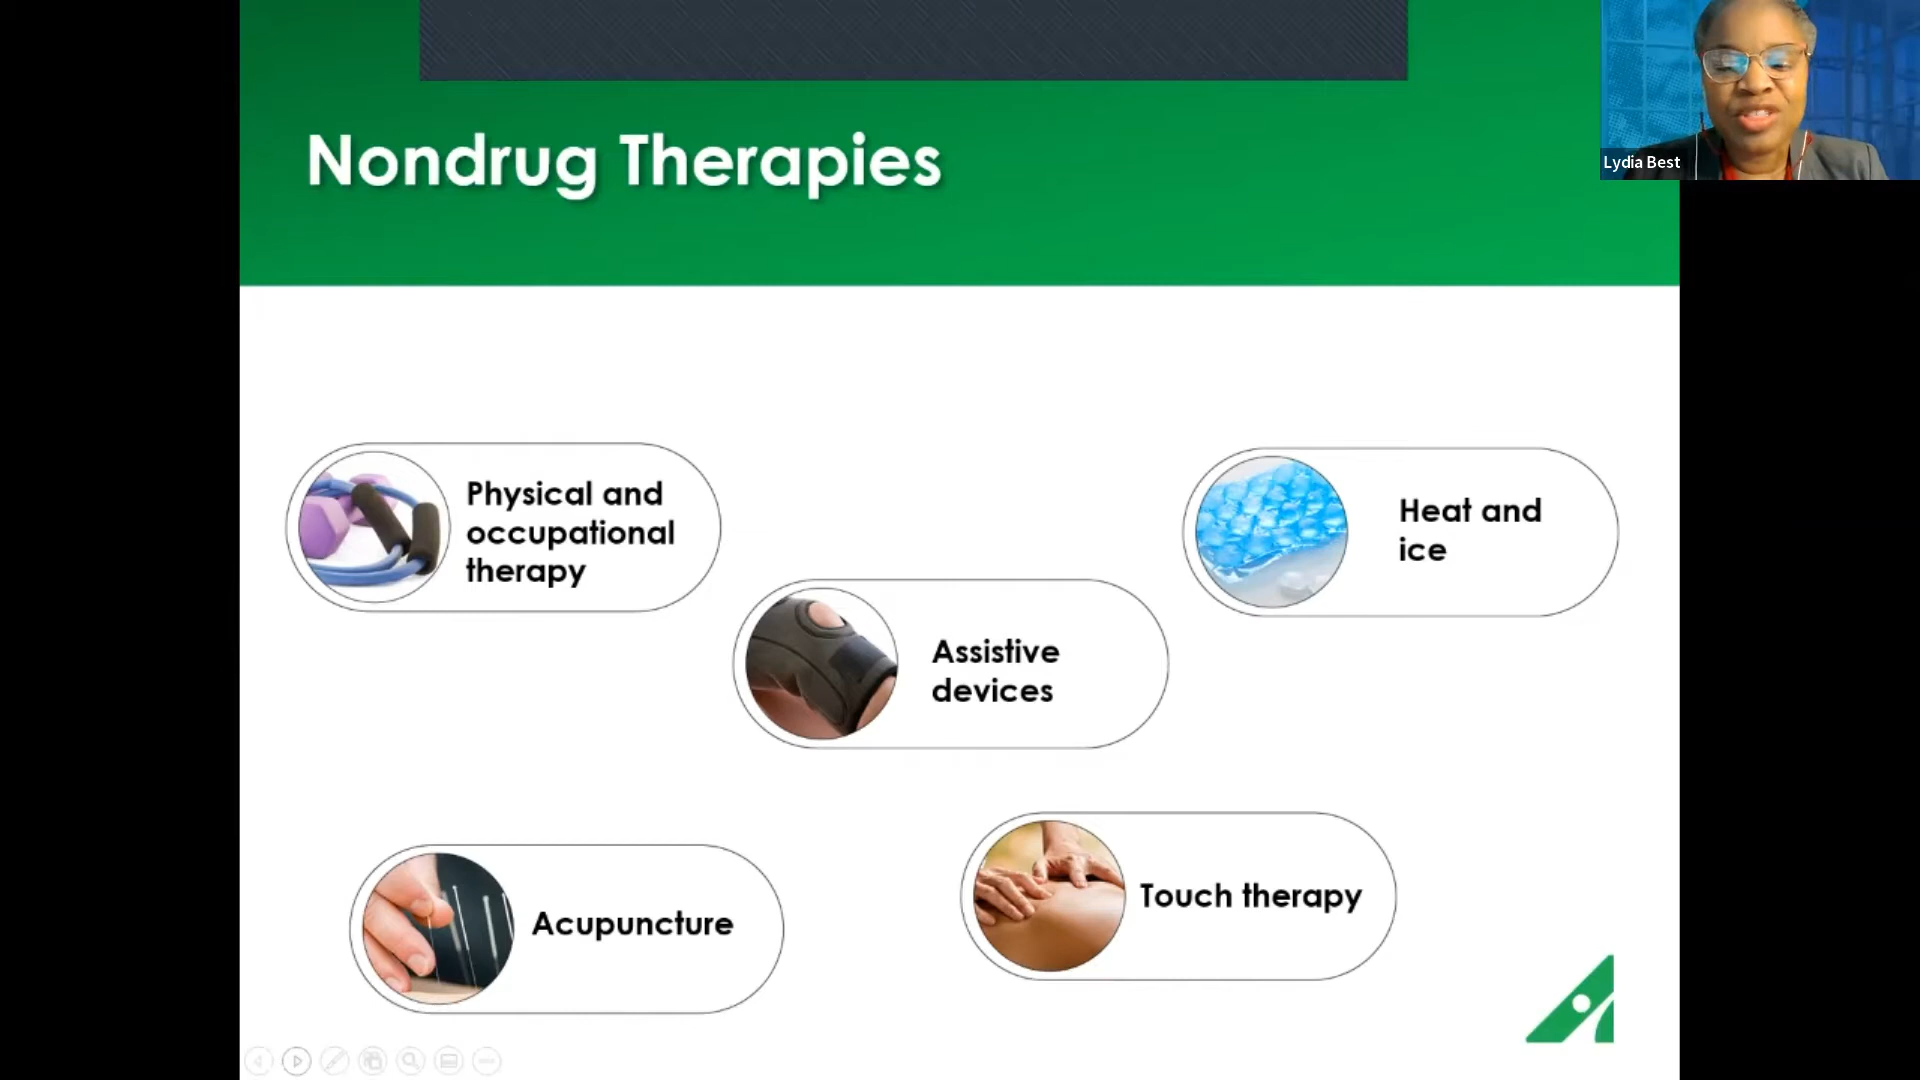 Nondrug Therapies
Lydia Best
Physical and
occupational
therapy
Heat and
ice
Assistive
devices
Acupuncture
Touch therapy